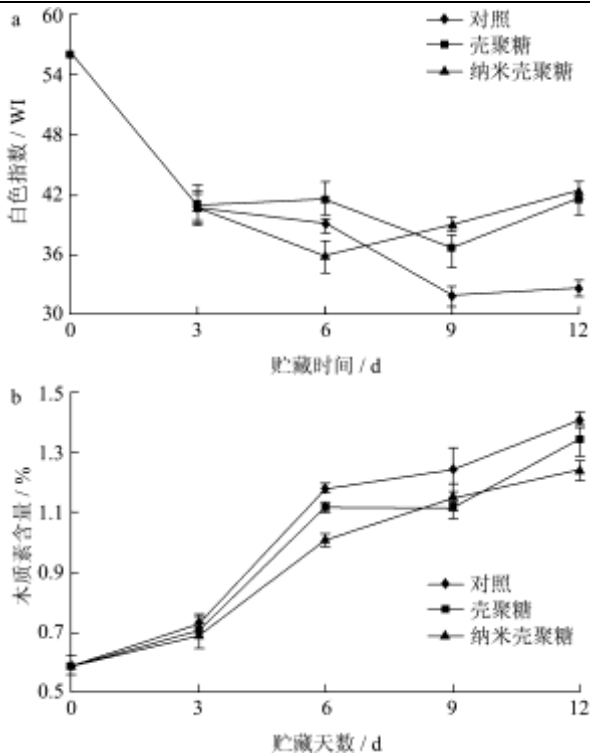 a
60
54
48
42
36
30
白色指数 / WI
对照
壳聚糖
纳米壳聚糖
0 3 6 9 12
贮藏时间 / d
b
1.5
1.3
1.1
0.9
0.7
0.5
木质素含量 / %
对照
壳聚糖
纳米壳聚糖
0 3 6 9 12
贮藏天数 / d